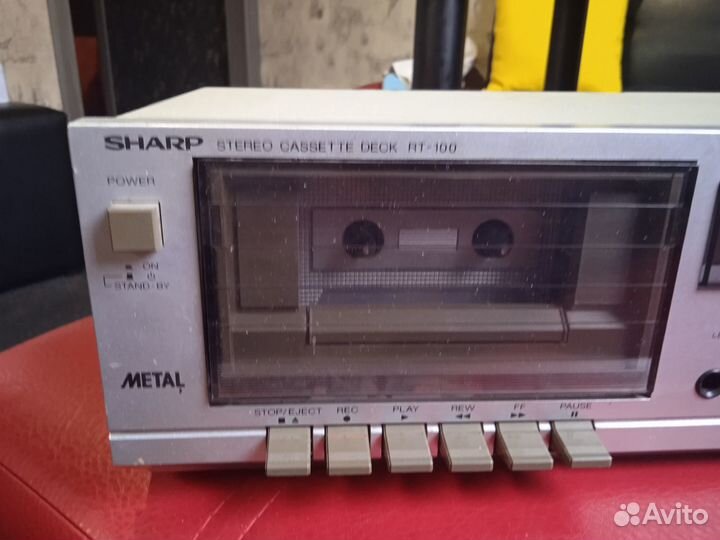 SHARP STEREO CASSETTE DECK RT-100
POWER
ON
STAND-BY
METAL
STOP/EJECT REC PLAY REW FF PAUSE
Avito